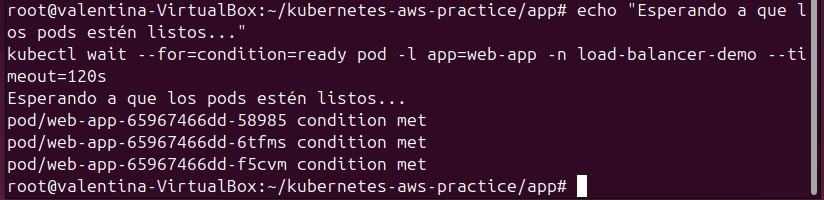 root@valentina-VirtualBox:~/kubernetes-aws-practice/app# echo "Esperando a que l
os pods estén listos..."
kubectl wait --for=condition=ready pod -l app=web-app -n load-balancer-demo --ti
meout=120s
Esperando a que los pods estén listos...
pod/web-app-65967466dd-58985 condition met
pod/web-app-65967466dd-6tfms condition met
pod/web-app-65967466dd-f5cvm condition met
root@valentina-VirtualBox:~/kubernetes-aws-practice/app#